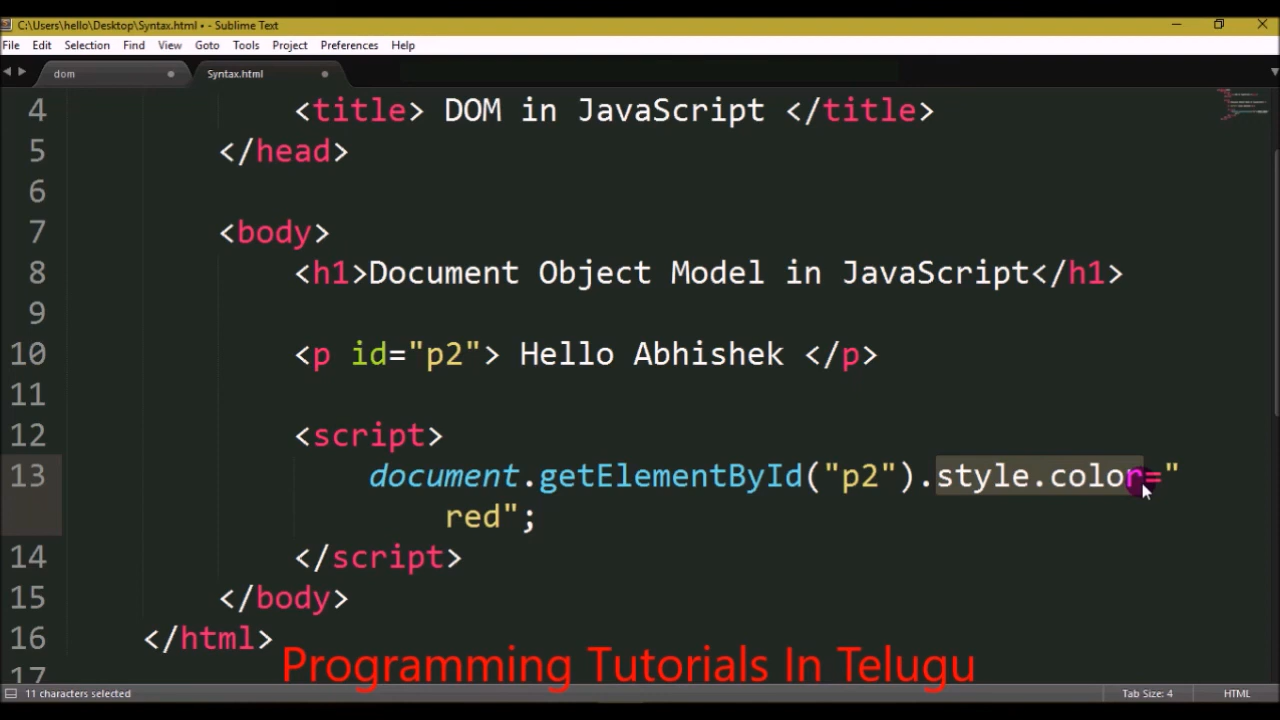 C:\Users\hello\Desktop\Syntax.html • - Sublime Text
File Edit Selection Find View Goto Tools Project Preferences Help
dom Syntax.html
4 <title> DOM in JavaScript </title>
5 </head>
6
7 <body>
8 <h1>Document Object Model in JavaScript</h1>
9
10 <p id="p2"> Hello Abhishek </p>
11
12 <script>
13 document.getElementById("p2").style.color="
red";
14 </script>
15 </body>
16 </html>
17
Programming Tutorials In Telugu
11 characters selected Tab Size: 4 HTML